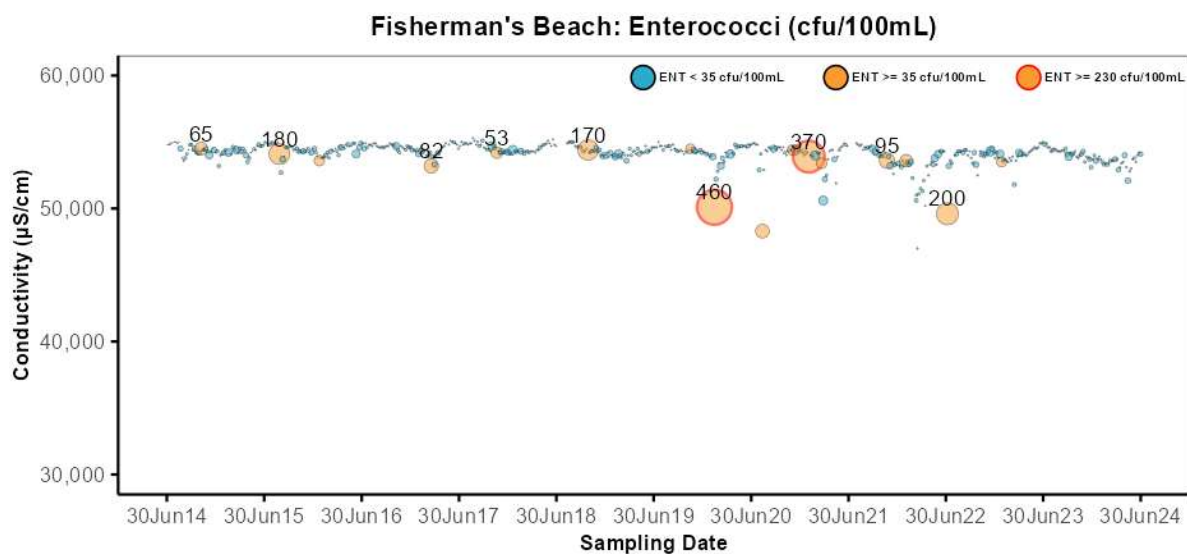 Fisherman's Beach: Enterococci (cfu/100mL)
60,000
ENT < 35 cfu/100mL
ENT >= 35 cfu/100mL
ENT >= 230 cfu/100mL
65
180
82
53
170
370
95
460
200
50,000
40,000
30,000
Conductivity (µS/cm)
30Jun14 30Jun15 30Jun16 30Jun17 30Jun18 30Jun19 30Jun20 30Jun21 30Jun22 30Jun23 30Jun24
Sampling Date